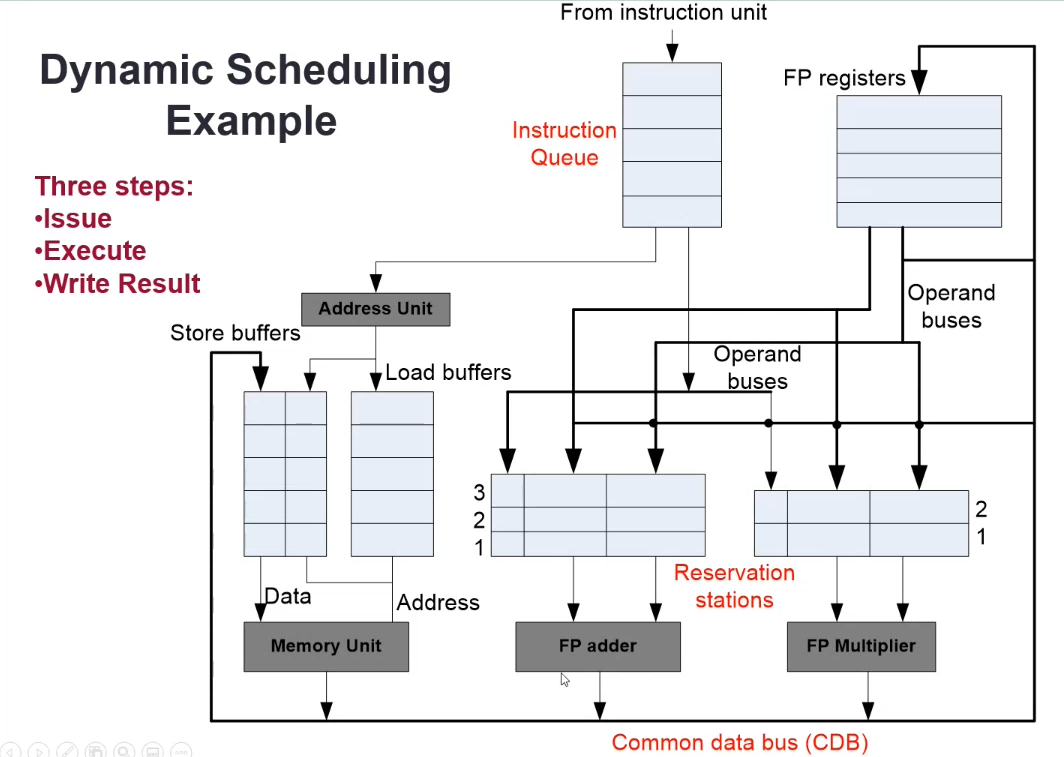 From instruction unit
Dynamic Scheduling
Example
FP registers
Instruction
Queue
Three steps:
•Issue
•Execute
•Write Result
Address Unit
Operand
buses
Store buffers
Operand
buses
Load buffers
3
2
1
2
1
Reservation
stations
Data
Address
Memory Unit
FP adder
FP Multiplier
Common data bus (CDB)